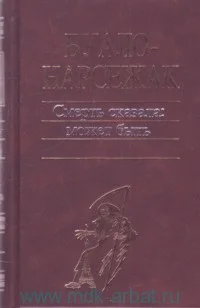 БУАЛО-
НАРСЕЖАК
Смерть сказала:
может быть
www.mdk-arbat.ru